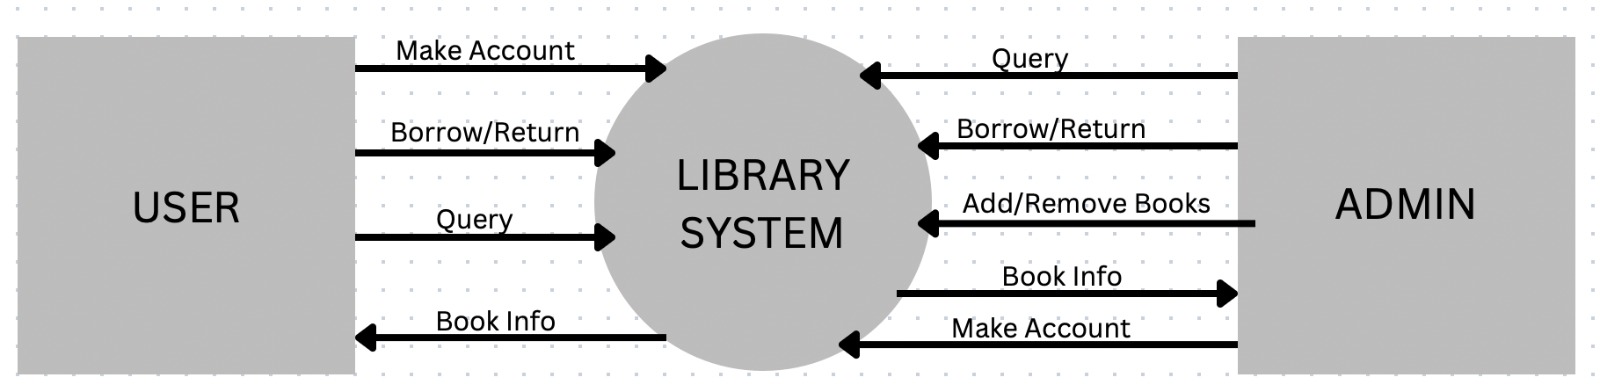 Make Account
Borrow/Return
Query
Book Info
USER
LIBRARY
SYSTEM
Query
Borrow/Return
Add/Remove Books
Book Info
Make Account
ADMIN